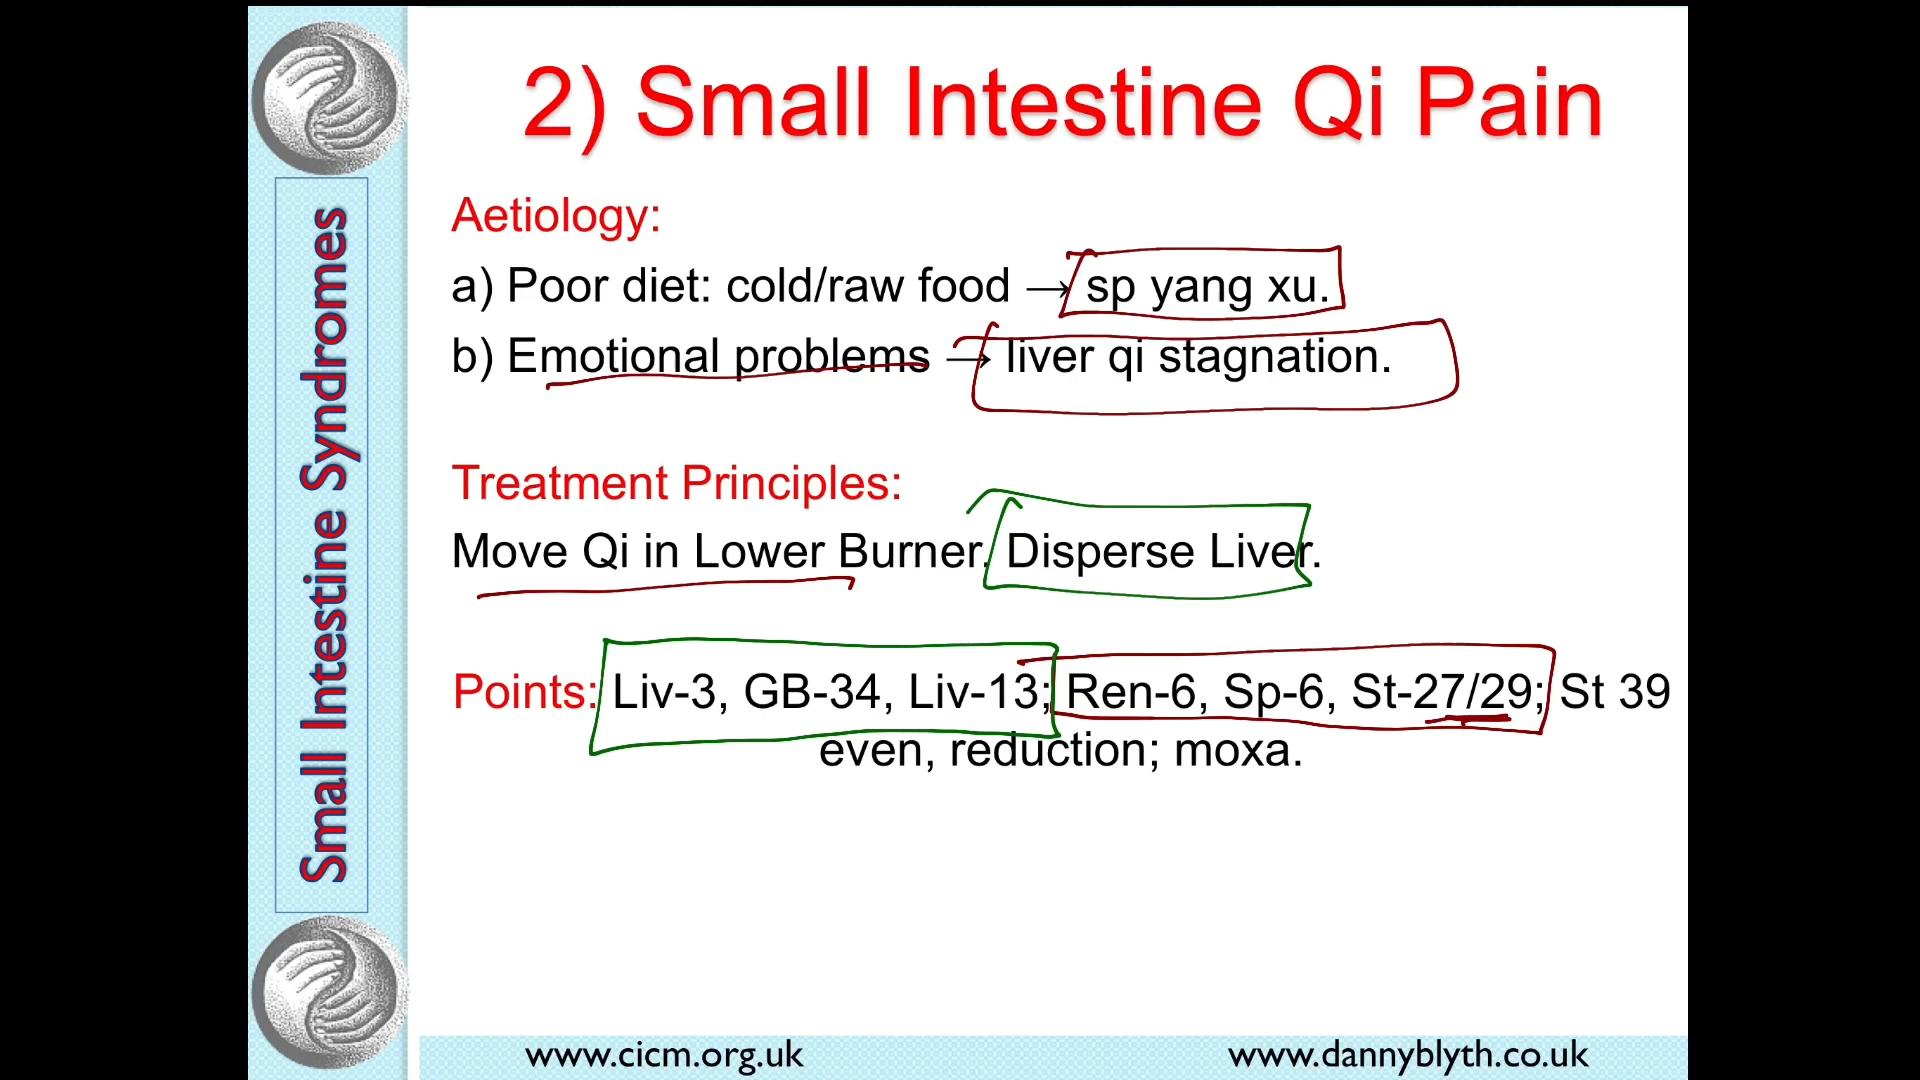 2) Small Intestine Qi Pain
Small Intestine Syndromes
Aetiology:
a) Poor diet: cold/raw food → sp yang xu.
b) Emotional problems → liver qi stagnation.
Treatment Principles:
Move Qi in Lower Burner. Disperse Liver.
Points: Liv-3, GB-34, Liv-13; Ren-6, Sp-6, St-27/29; St 39
even, reduction; moxa.
www.cicm.org.uk
www.dannyblyth.co.uk